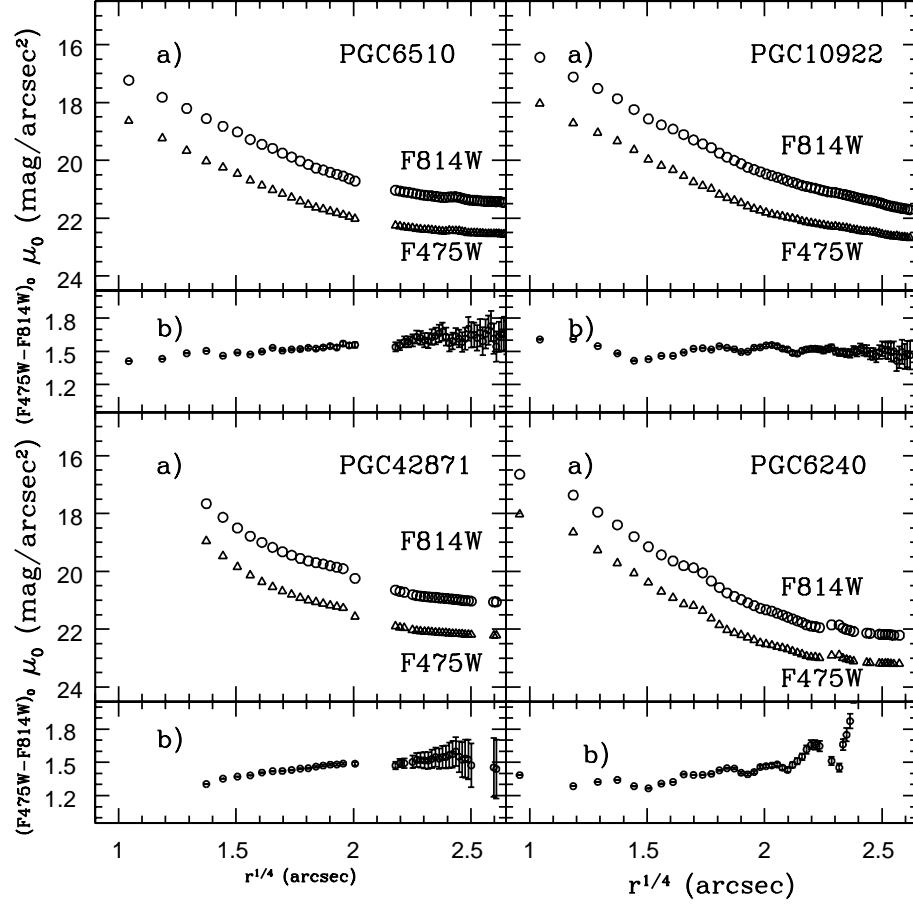 a) PGC6510 a) PGC10922
16
18
20
22
24
μ₀ (mag/arcsec²)
F814W F814W
F475W F475W
b) b)
1.8
1.5
1.2
(F475W−F814W)₀
a) PGC42871 a) PGC6240
16
18
20
22
24
μ₀ (mag/arcsec²)
F814W F814W
F475W F475W
b) b)
1.8
1.5
1.2
(F475W−F814W)₀
1 1.5 2 2.5 1 1.5 2 2.5
r^1/4 (arcsec) r^1/4 (arcsec)